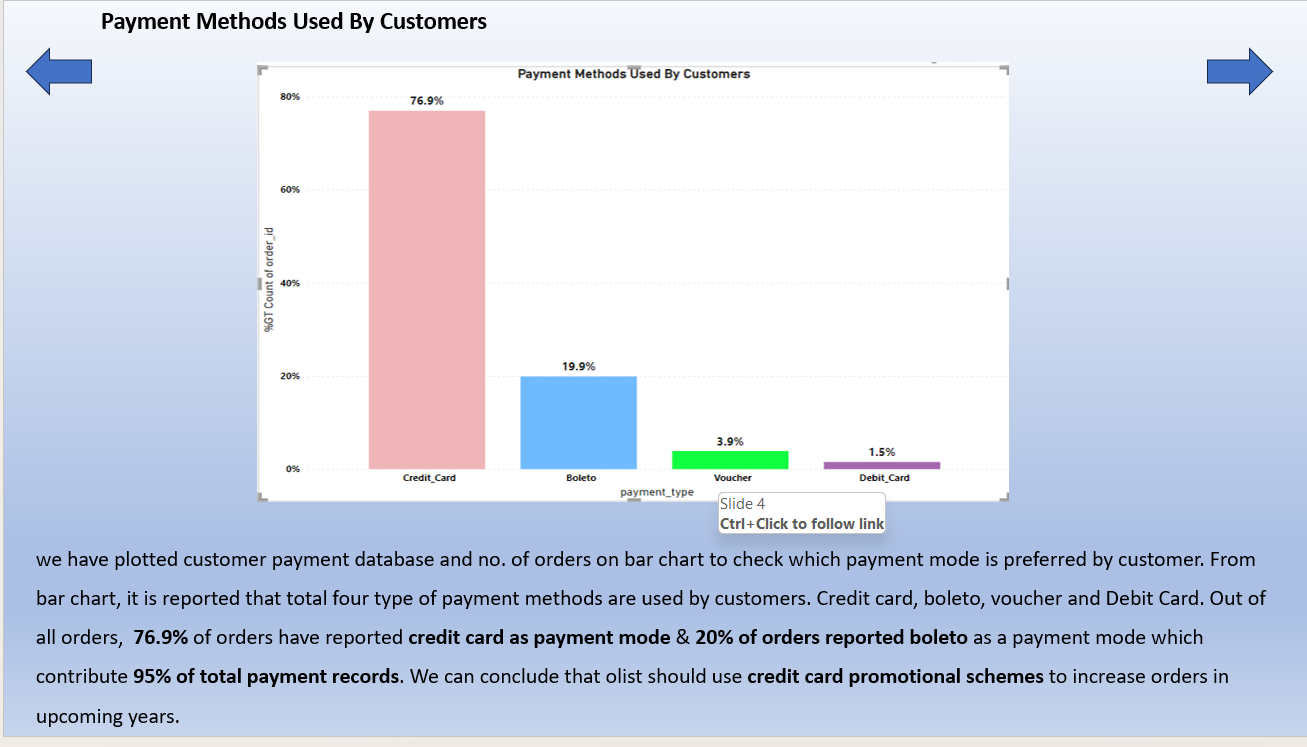 Payment Methods Used By Customers
Payment Methods Used By Customers
80%
76.9%
60%
%GT Count of order_id
40%
19.9%
20%
3.9%
1.5%
0%
Credit_Card Boleto Voucher Debit_Card
payment_type
Slide 4
Ctrl+Click to follow link
we have plotted customer payment database and no. of orders on bar chart to check which payment mode is preferred by customer. From
bar chart, it is reported that total four type of payment methods are used by customers. Credit card, boleto, voucher and Debit Card. Out of
all orders, 76.9% of orders have reported credit card as payment mode & 20% of orders reported boleto as a payment mode which
contribute 95% of total payment records. We can conclude that olist should use credit card promotional schemes to increase orders in
upcoming years.